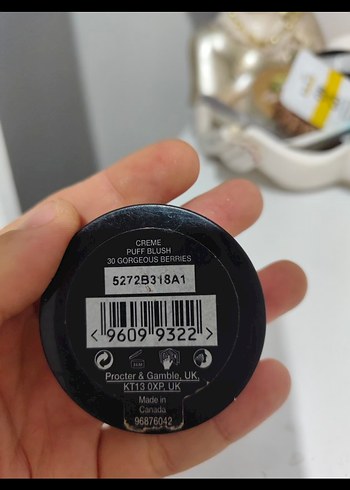 CREME
PUFF BLUSH
30 GORGEOUS BERRIES
5272B318A1
<9609 9322>
Procter & Gamble, UK,
KT13 0XP, UK
Made in
Canada
96876042